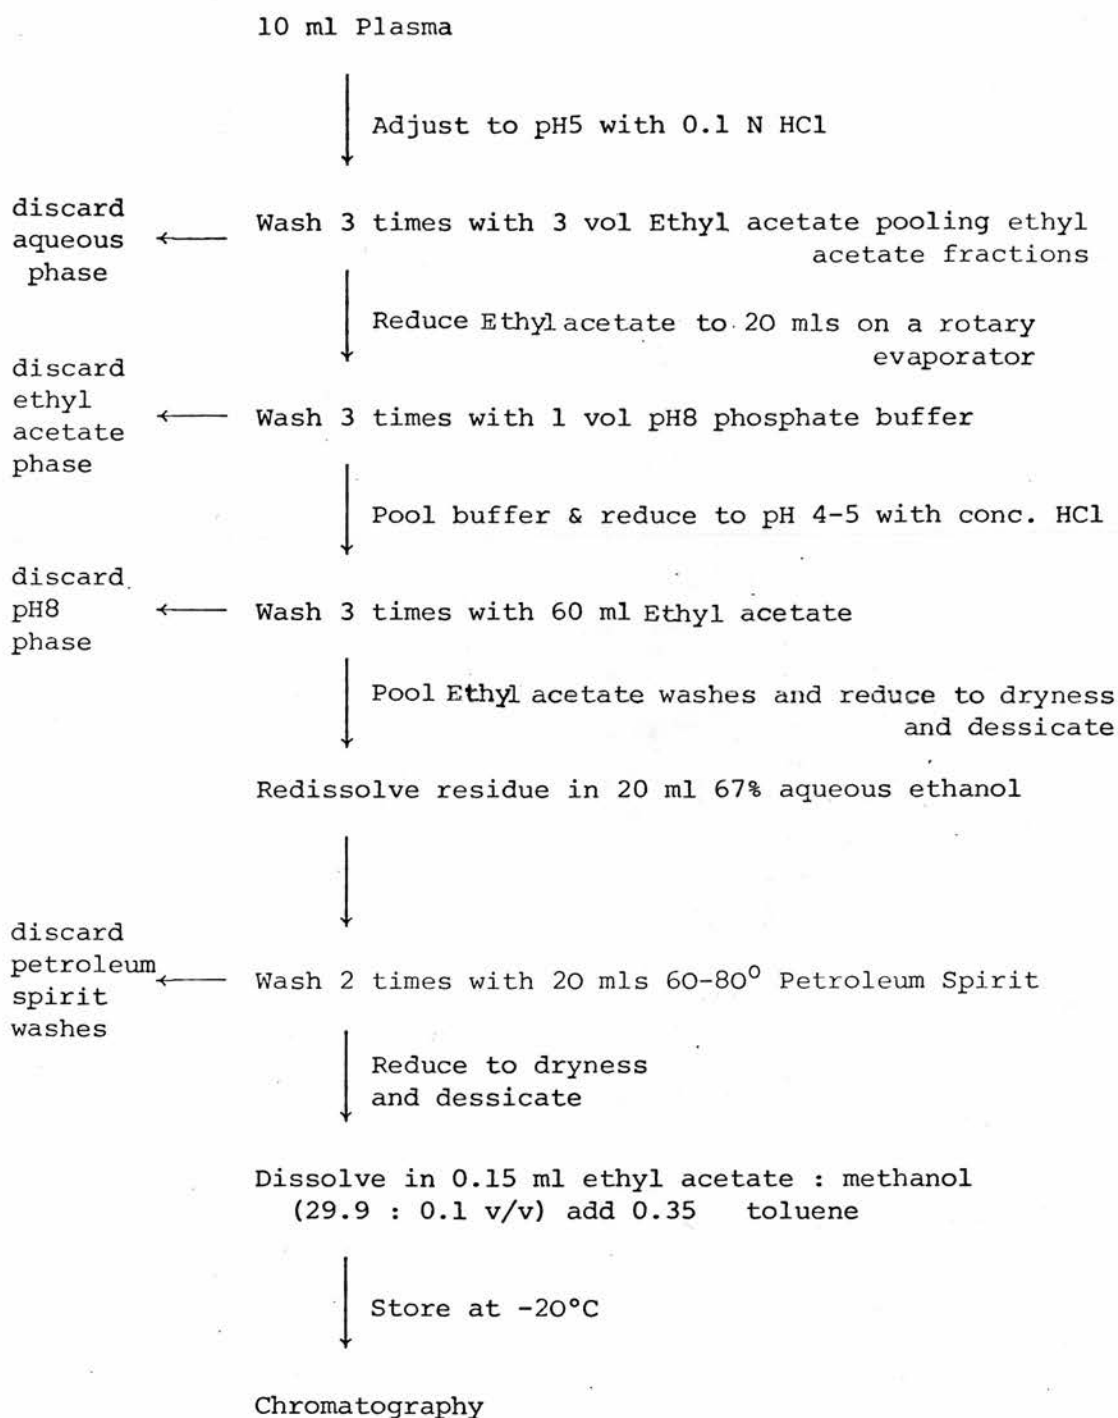 10 ml Plasma
Adjust to pH5 with 0.1 N HCl
discard
aqueous
phase
Wash 3 times with 3 vol Ethyl acetate pooling ethyl
acetate fractions
Reduce Ethyl acetate to 20 mls on a rotary
evaporator
discard
ethyl
acetate
phase
Wash 3 times with 1 vol pH8 phosphate buffer
Pool buffer & reduce to pH 4-5 with conc. HCl
discard
pH8
phase
Wash 3 times with 60 ml Ethyl acetate
Pool Ethyl acetate washes and reduce to dryness
and dessicate
Redissolve residue in 20 ml 67% aqueous ethanol
discard
petroleum
spirit
washes
Wash 2 times with 20 mls 60-80⁰ Petroleum Spirit
Reduce to dryness
and dessicate
Dissolve in 0.15 ml ethyl acetate : methanol
(29.9 : 0.1 v/v) add 0.35 toluene
Store at -20°C
Chromatography